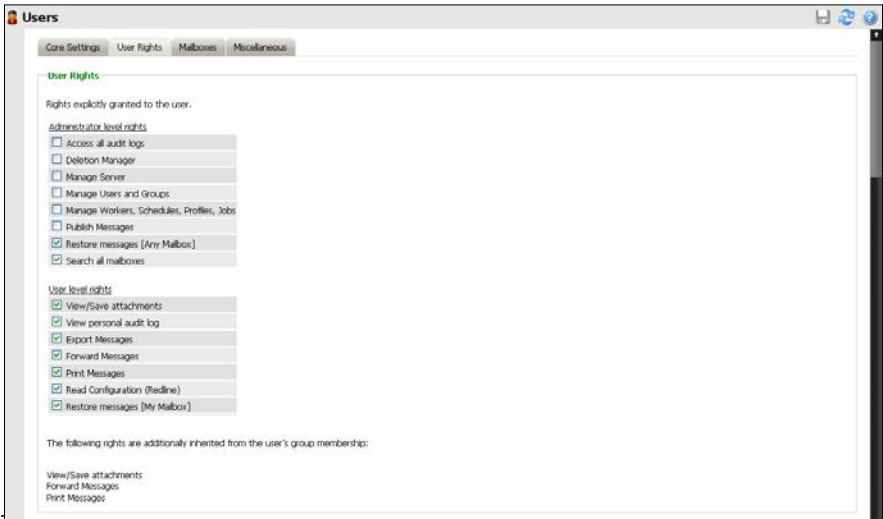 Users
Core Settings
User Rights
Mailboxes
Miscellaneous
User Rights
Rights explicitly granted to the user.
Administrator level rights
Access all audit logs
Deletion Manager
Manage Server
Manage Users and Groups
Manage Workers, Schedules, Profiles, Jobs
Publish Messages
Restore messages [Any Mailbox]
Search all mailboxes
User level rights
View/Save attachments
View personal audit log
Export Messages
Forward Messages
Print Messages
Read Configuration (Redline)
Restore messages [My Mailbox]
The following rights are additionally inherited from the user's group membership:
View/Save attachments
Forward Messages
Print Messages